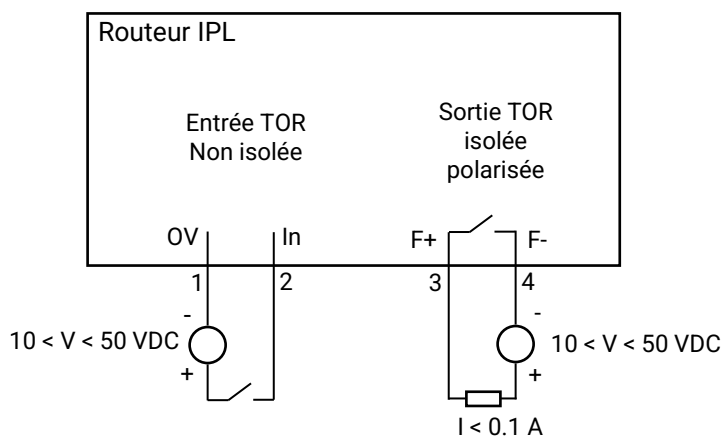 Routeur IPL
Entrée TOR
Non isolée
Sortie TOR
isolée
polarisée
OV
In
F+
F-
1
2
3
4
-
10 < V < 50 VDC
+
-
10 < V < 50 VDC
+
I < 0.1 A